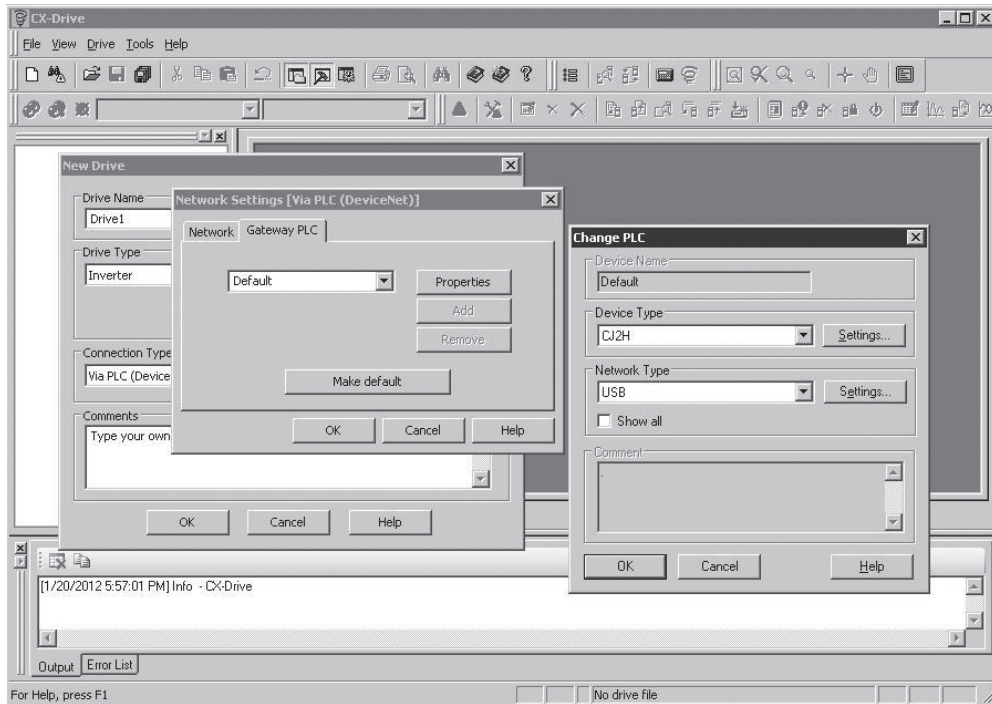 CX-Drive
File View Drive Tools Help
New Drive
Drive Name
Drive1
Drive Type
Inverter
Connection Type
Via PLC (Device
Comments
Type your own
OK Cancel Help
Network Settings [Via PLC (DeviceNet)]
Network Gateway PLC
Default
Properties
Add
Remove
Make default
OK Cancel Help
Change PLC
Device Name
Default
Device Type
CJ2H Settings...
Network Type
USB Settings...
Show all
Comment
.
OK Cancel Help
[1/20/2012 5:57:01 PM] Info - CX-Drive
Output Error List
For Help, press F1 No drive file